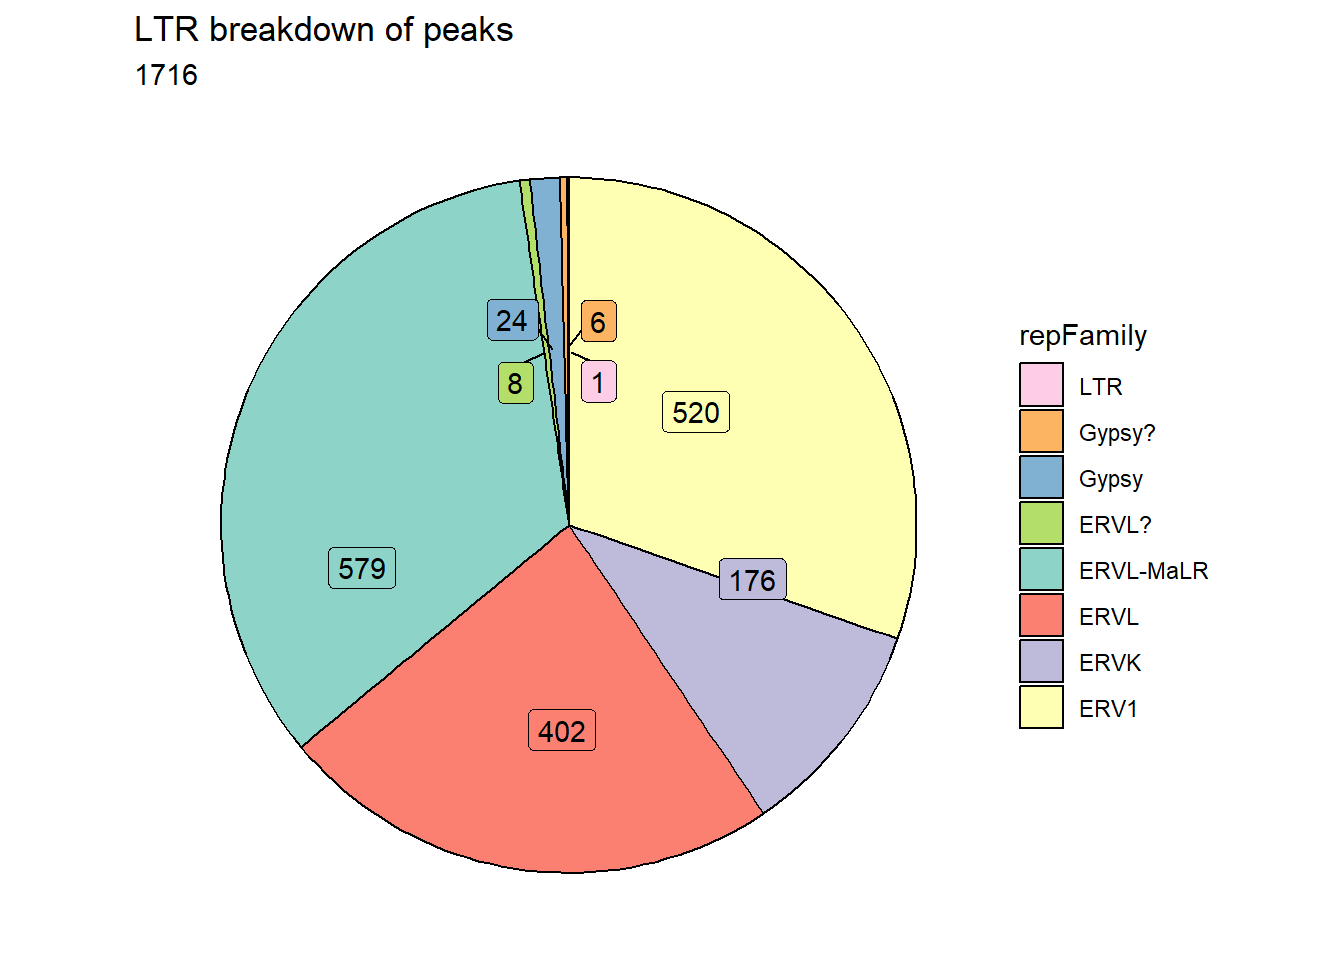 LTR breakdown of peaks
1716
24
6
8
1
520
579
176
402
repFamily
LTR
Gypsy?
Gypsy
ERVL?
ERVL-MaLR
ERVL
ERVK
ERV1